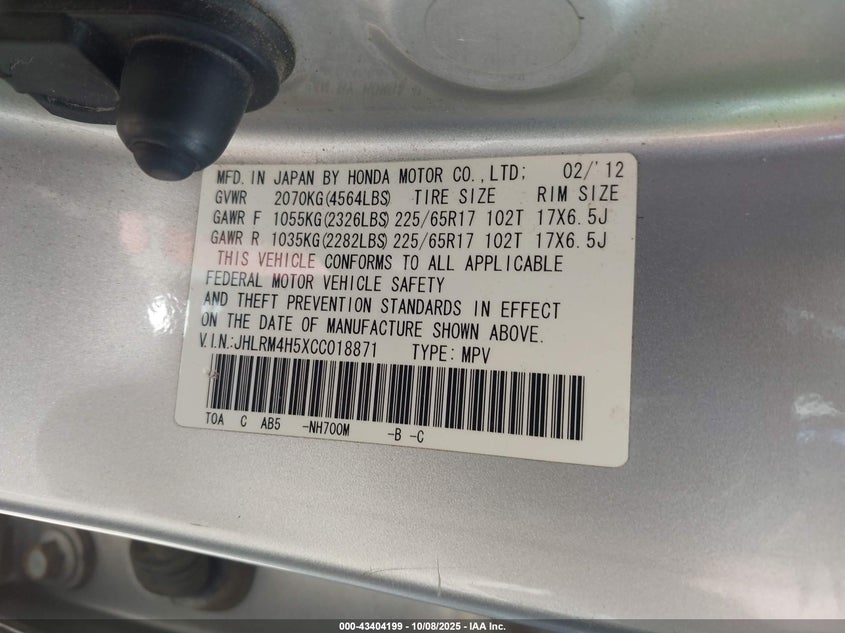 MFD. IN JAPAN BY HONDA MOTOR CO., LTD: 02/'12
GVWR 2070KG(4564LBS) TIRE SIZE RIM SIZE
GAWR F 1055KG(2326LBS) 225/65R17 102T 17X6.5J
GAWR R 1035KG(2282LBS) 225/65R17 102T 17X6.5J
THIS VEHICLE CONFORMS TO ALL APPLICABLE
FEDERAL MOTOR VEHICLE SAFETY
AND THEFT PREVENTION STANDARDS IN EFFECT
ON THE DATE OF MANUFACTURE SHOWN ABOVE.
V.I.N.:JHLRM4H5XCC018871 TYPE: MPV
TOA C AB5 -NH700M -B -C
000-43404199 - 10/08/2025 - IAA Inc.